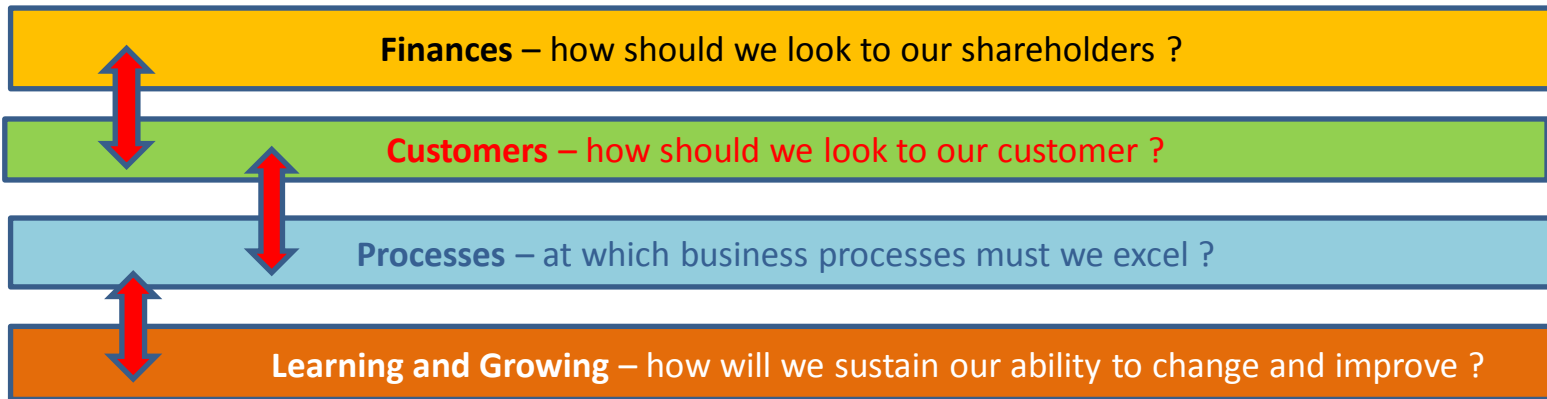 Finances – how should we look to our shareholders ?
Customers – how should we look to our customer ?
Processes – at which business processes must we excel ?
Learning and Growing – how will we sustain our ability to change and improve ?